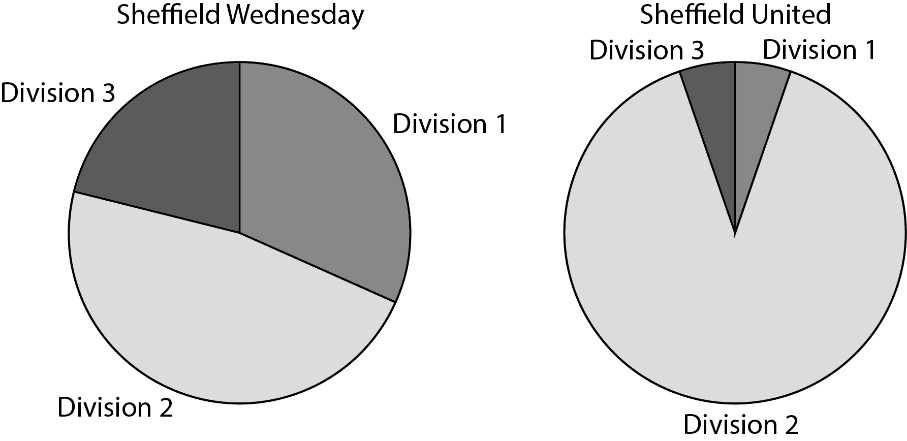 Sheffield Wednesday
Division 3
Division 1
Division 2
Sheffield United
Division 3
Division 1
Division 2